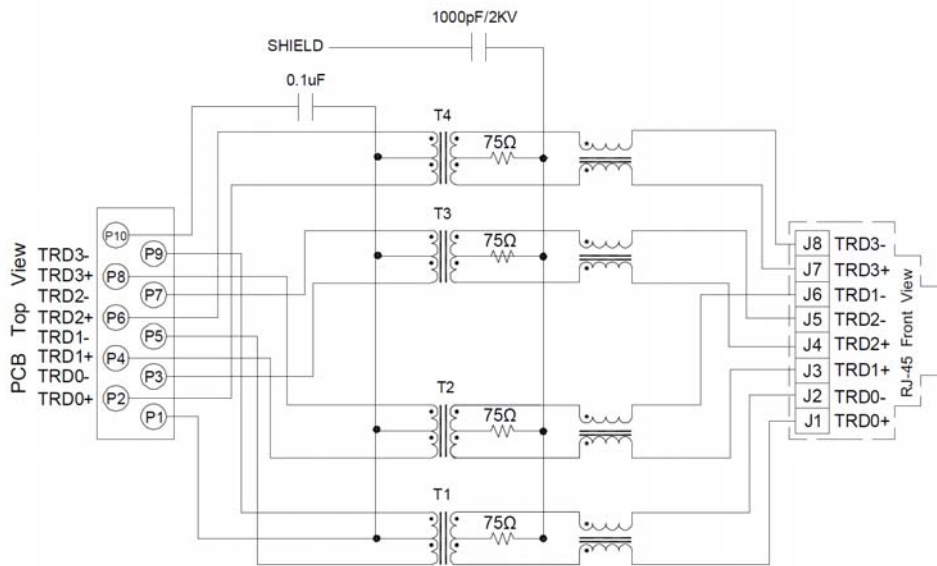 1000pF/2KV
SHIELD
0.1uF
T4
75Ω
T3
75Ω
T2
75Ω
T1
75Ω
PCB Top View
TRD3-
TRD3+
TRD2-
TRD2+
TRD1-
TRD1+
TRD0-
TRD0+
P10
P9
P8
P7
P6
P5
P4
P3
P2
P1
J8 TRD3-
J7 TRD3+
J6 TRD1-
J5 TRD2-
J4 TRD2+
J3 TRD1+
J2 TRD0-
J1 TRD0+
RJ-45 Front View